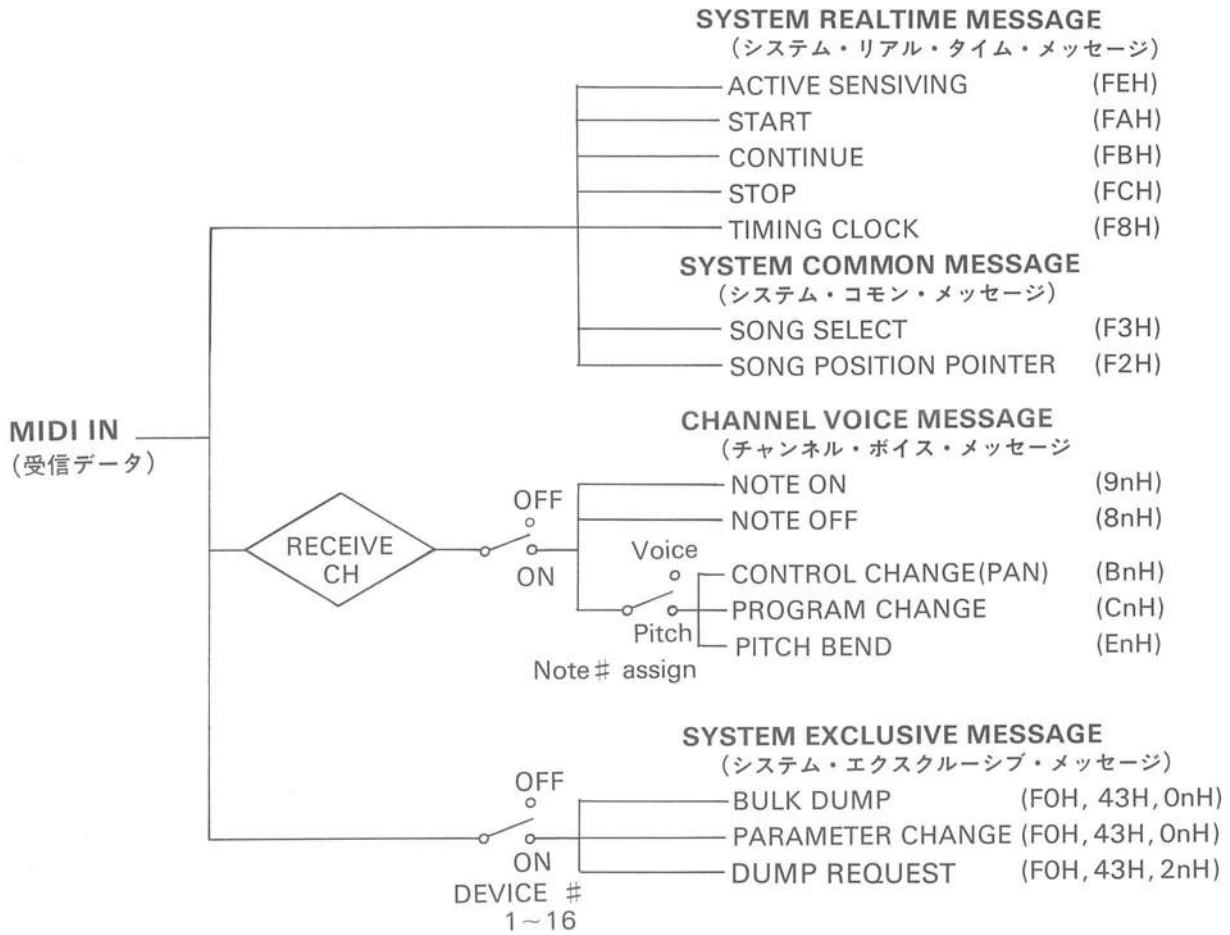 SYSTEM REALTIME MESSAGE
(システム・リアル・タイム・メッセージ)
ACTIVE SENSIVING (FEH)
START (FAH)
CONTINUE (FBH)
STOP (FCH)
TIMING CLOCK (F8H)
SYSTEM COMMON MESSAGE
(システム・コモン・メッセージ)
SONG SELECT (F3H)
SONG POSITION POINTER (F2H)
MIDI IN
(受信データ)
CHANNEL VOICE MESSAGE
(チャンネル・ボイス・メッセージ
NOTE ON (9nH)
NOTE OFF (8nH)
RECEIVE
CH
OFF
ON
Voice
Pitch
Note♯ assign
CONTROL CHANGE(PAN) (BnH)
PROGRAM CHANGE (CnH)
PITCH BEND (EnH)
SYSTEM EXCLUSIVE MESSAGE
(システム・エクスクルーシブ・メッセージ)
OFF
ON
DEVICE ♯
1~16
BULK DUMP (F0H, 43H, 0nH)
PARAMETER CHANGE (F0H, 43H, 0nH)
DUMP REQUEST (F0H, 43H, 2nH)